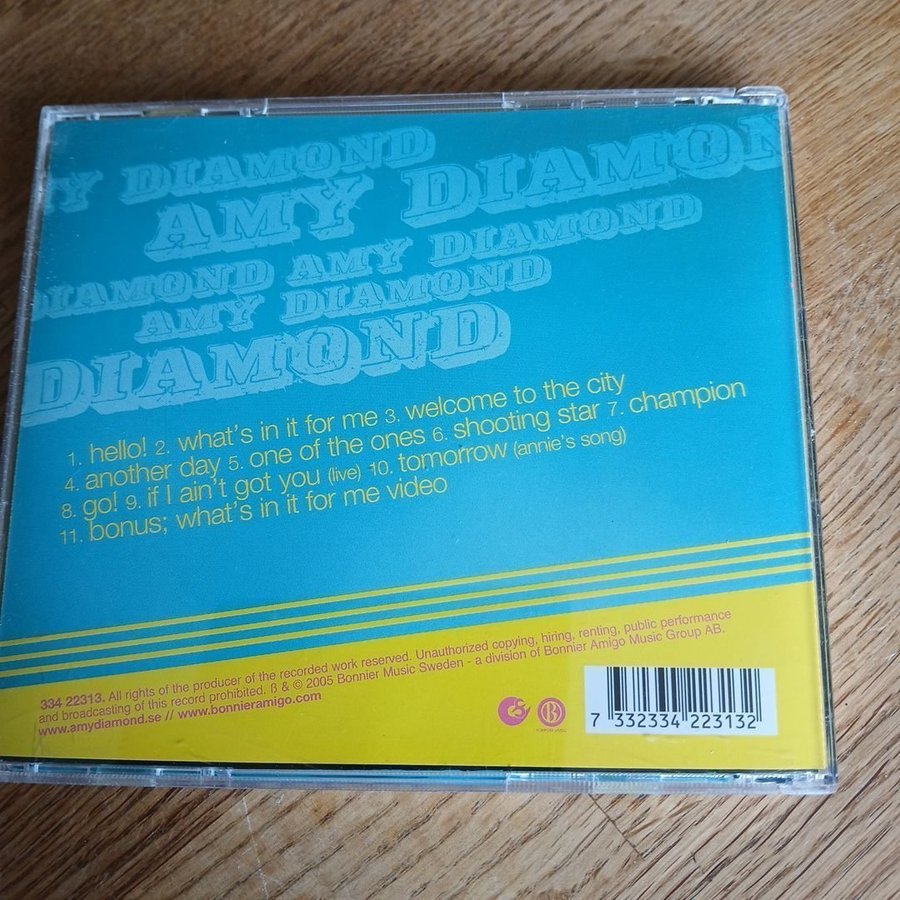 Y DIAMOND
AMY DIAMON
DIAMOND AMY DIAMOND
AMY DIAMOND
DIAMOND
1. hello! 2. what's in it for me 3. welcome to the city
4. another day 5. one of the ones 6. shooting star 7. champion
8. go! 9. if I ain't got you (live) 10. tomorrow (annie's song)
11. bonus; what's in it for me video
334 22313. All rights of the producer of the recorded work reserved. Unauthorized copying, hiring, renting, public performance
and broadcasting of this record prohibited. ß & © 2005 Bonnier Music Sweden - a division of Bonnier Amigo Music Group AB.
www.amydiamond.se // www.bonnieramigo.com
B
7 332334 223132